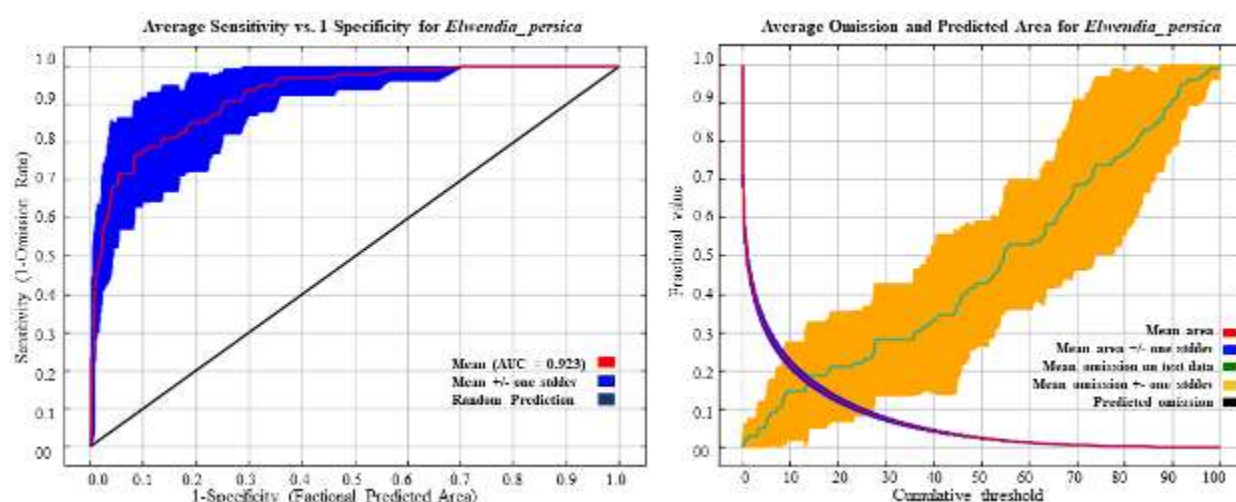 Average Sensitivity vs. 1 Specificity for Elwendia_persica
Sensitivity (1-Omission Rate)
1.0
0.9
0.8
0.7
0.6
0.5
0.4
0.3
0.2
0.1
00
Mean (AUC = 0.923)
Mean +/- one stddev
Random Prediction
0.0 0.1 0.2 0.3 0.4 0.5 0.6 0.7 0.8 0.9 1.0
1-Specificity (Factional Predicted Area)
Average Omission and Predicted Area for Elwendia_persica
Fractional value
1.0
0.9
0.8
0.7
0.6
0.5
0.4
0.3
0.2
0.1
00
Mean area
Mean area +/- one stddev
Mean omission on test data
Mean omission +- one stddev
Predicted omission
0 10 20 30 40 50 60 70 80 90 100
Cumulative threshold